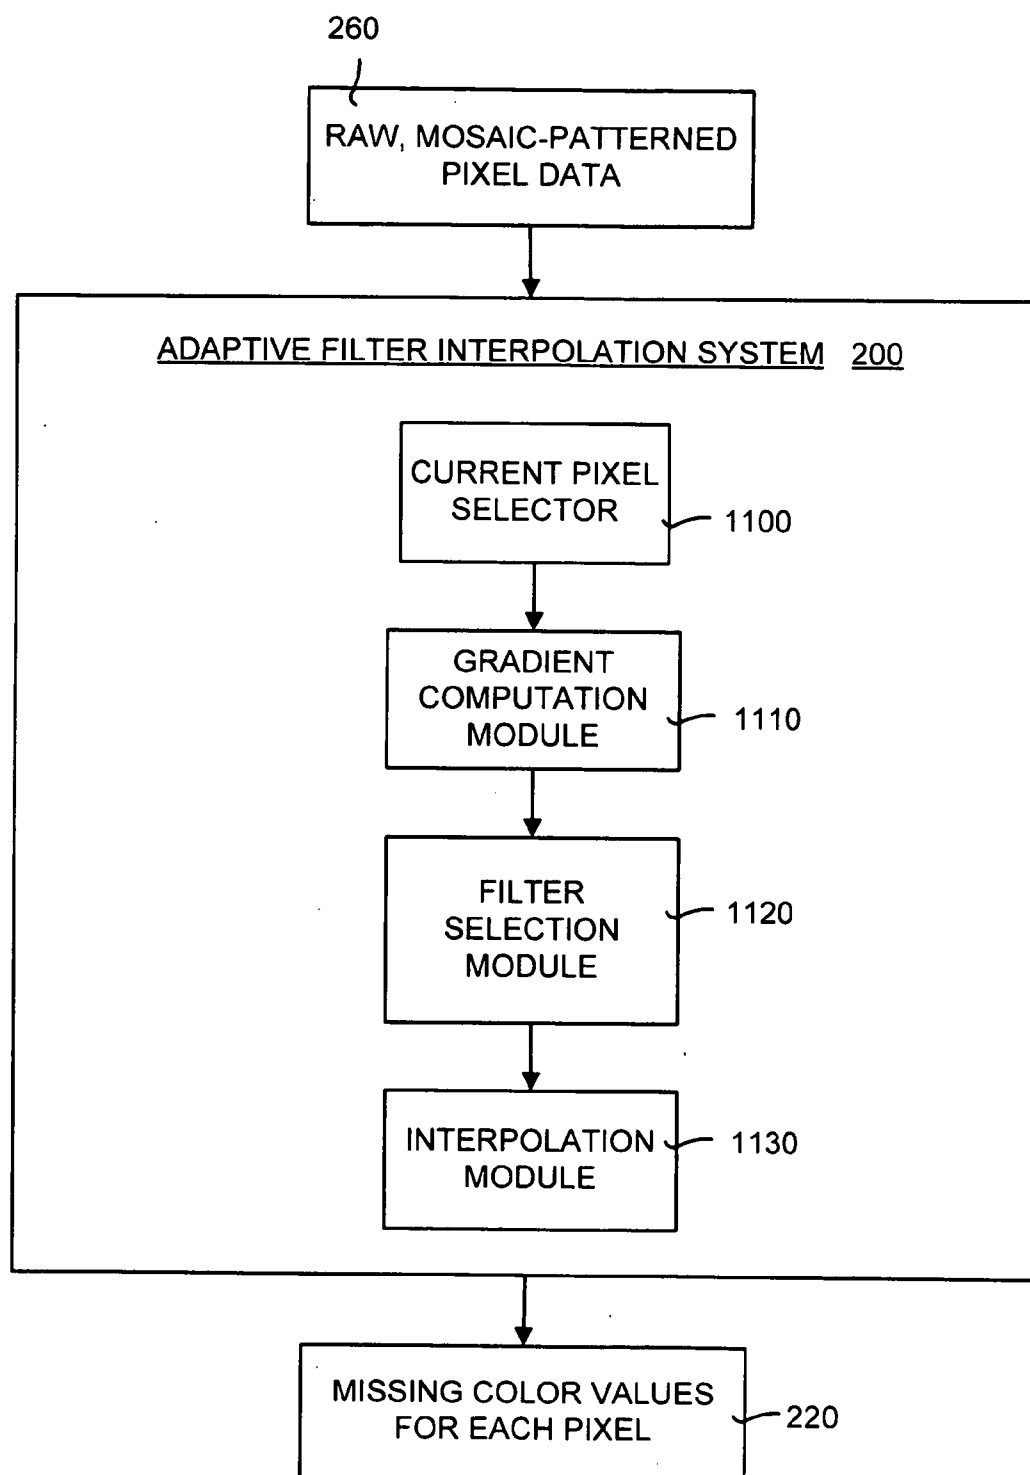 260
RAW, MOSAIC-PATTERNED
PIXEL DATA
ADAPTIVE FILTER INTERPOLATION SYSTEM 200
CURRENT PIXEL
SELECTOR
1100
GRADIENT
COMPUTATION
MODULE
1110
FILTER
SELECTION
MODULE
1120
INTERPOLATION
MODULE
1130
MISSING COLOR VALUES
FOR EACH PIXEL
220